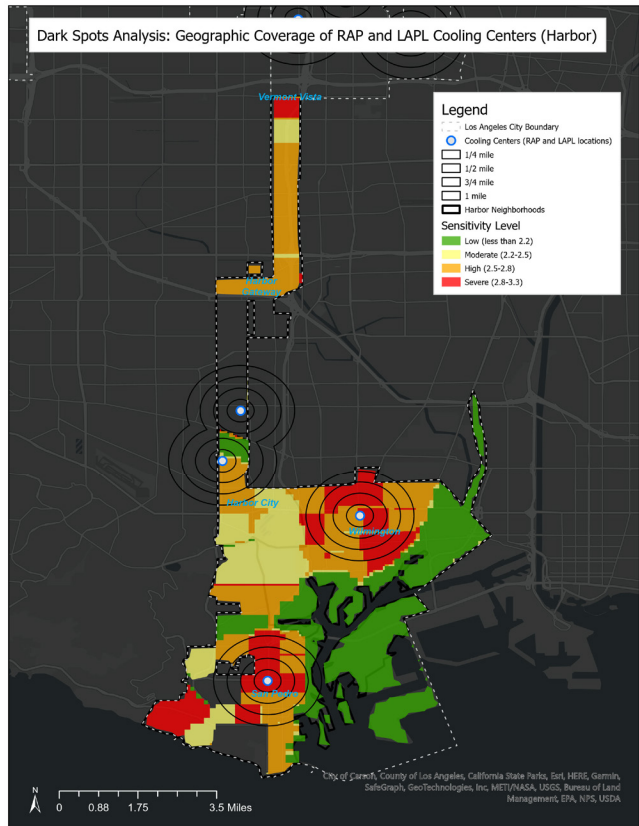 Dark Spots Analysis: Geographic Coverage of RAP and LAPL Cooling Centers (Harbor)
Vermont Vista
Legend
Los Angeles City Boundary
Cooling Centers (RAP and LAPL locations)
1/4 mile
1/2 mile
3/4 mile
1 mile
Harbor Neighborhoods
Sensitivity Level
Low (less than 2.2)
Moderate (2.2-2.5)
High (2.5-2.8)
Severe (2.8-3.3)
Harbor
Gateway
Harbor City
Wilmington
San Pedro
City of Carson, County of Los Angeles, California State Parks, Esri, HERE, Garmin,
SafeGraph, GeoTechnologies, Inc, METI/NASA, USGS, Bureau of Land
Management, EPA, NPS, USDA
N
0 0.88 1.75 3.5 Miles